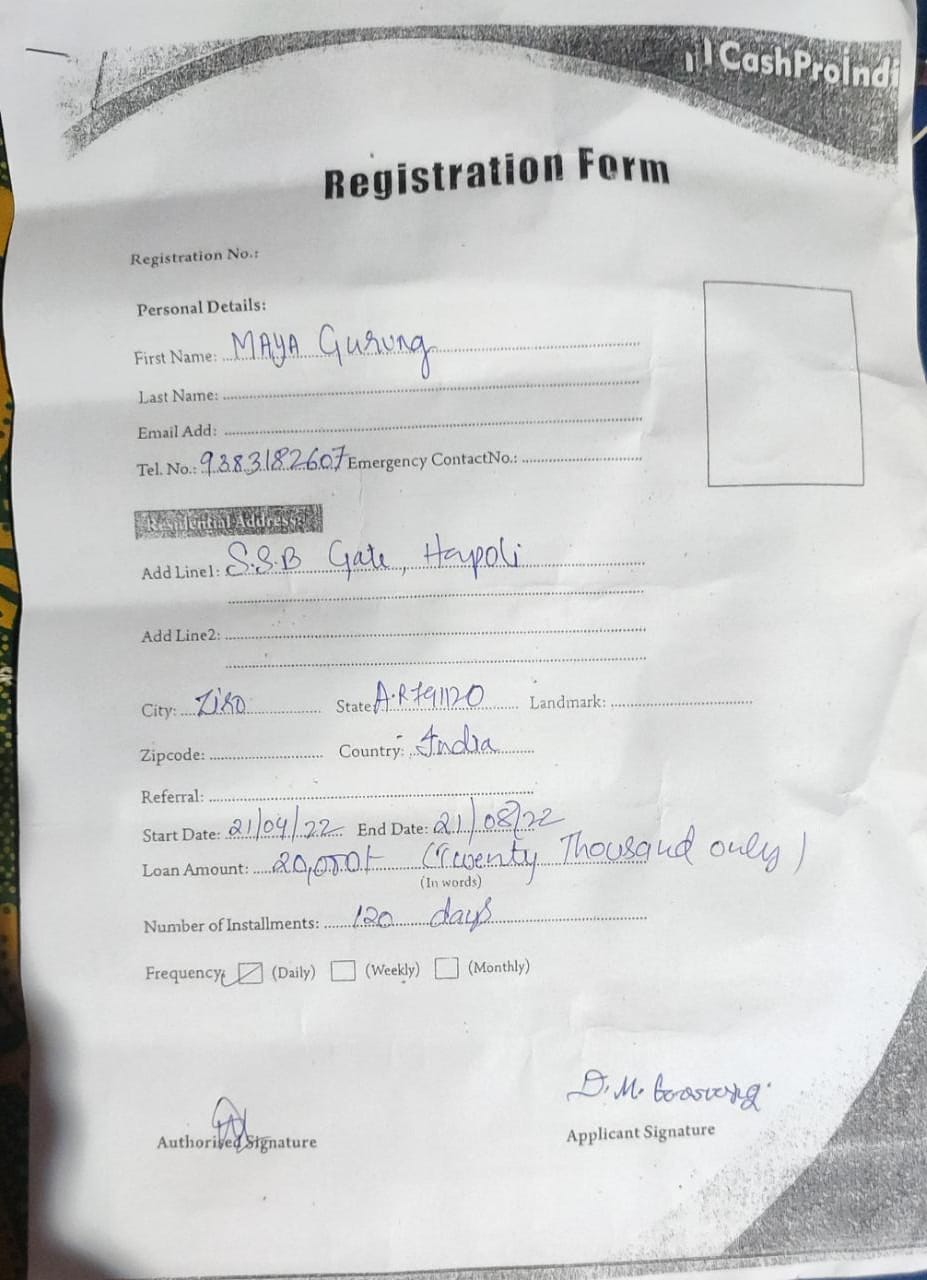 CashProIndi
Registration Form
Registration No.:
Personal Details:
First Name: MAYA Gurung
Last Name:
Email Add:
Tel. No.: 9383182607 Emergency ContactNo.:
Residential Address:
Add Line1: S.S.B Gate, Hapoli
Add Line2:
City: Ziro State A.R 791120 Landmark:
Zipcode: Country: India
Referral:
Start Date: 21/04/22 End Date: 21/08/22
Loan Amount: 20,000/- (Twenty Thousand only)
(In words)
Number of Installments: 120 days
Frequency: (Daily) (Weekly) (Monthly)
D. M.
Authorised Signature
Applicant Signature